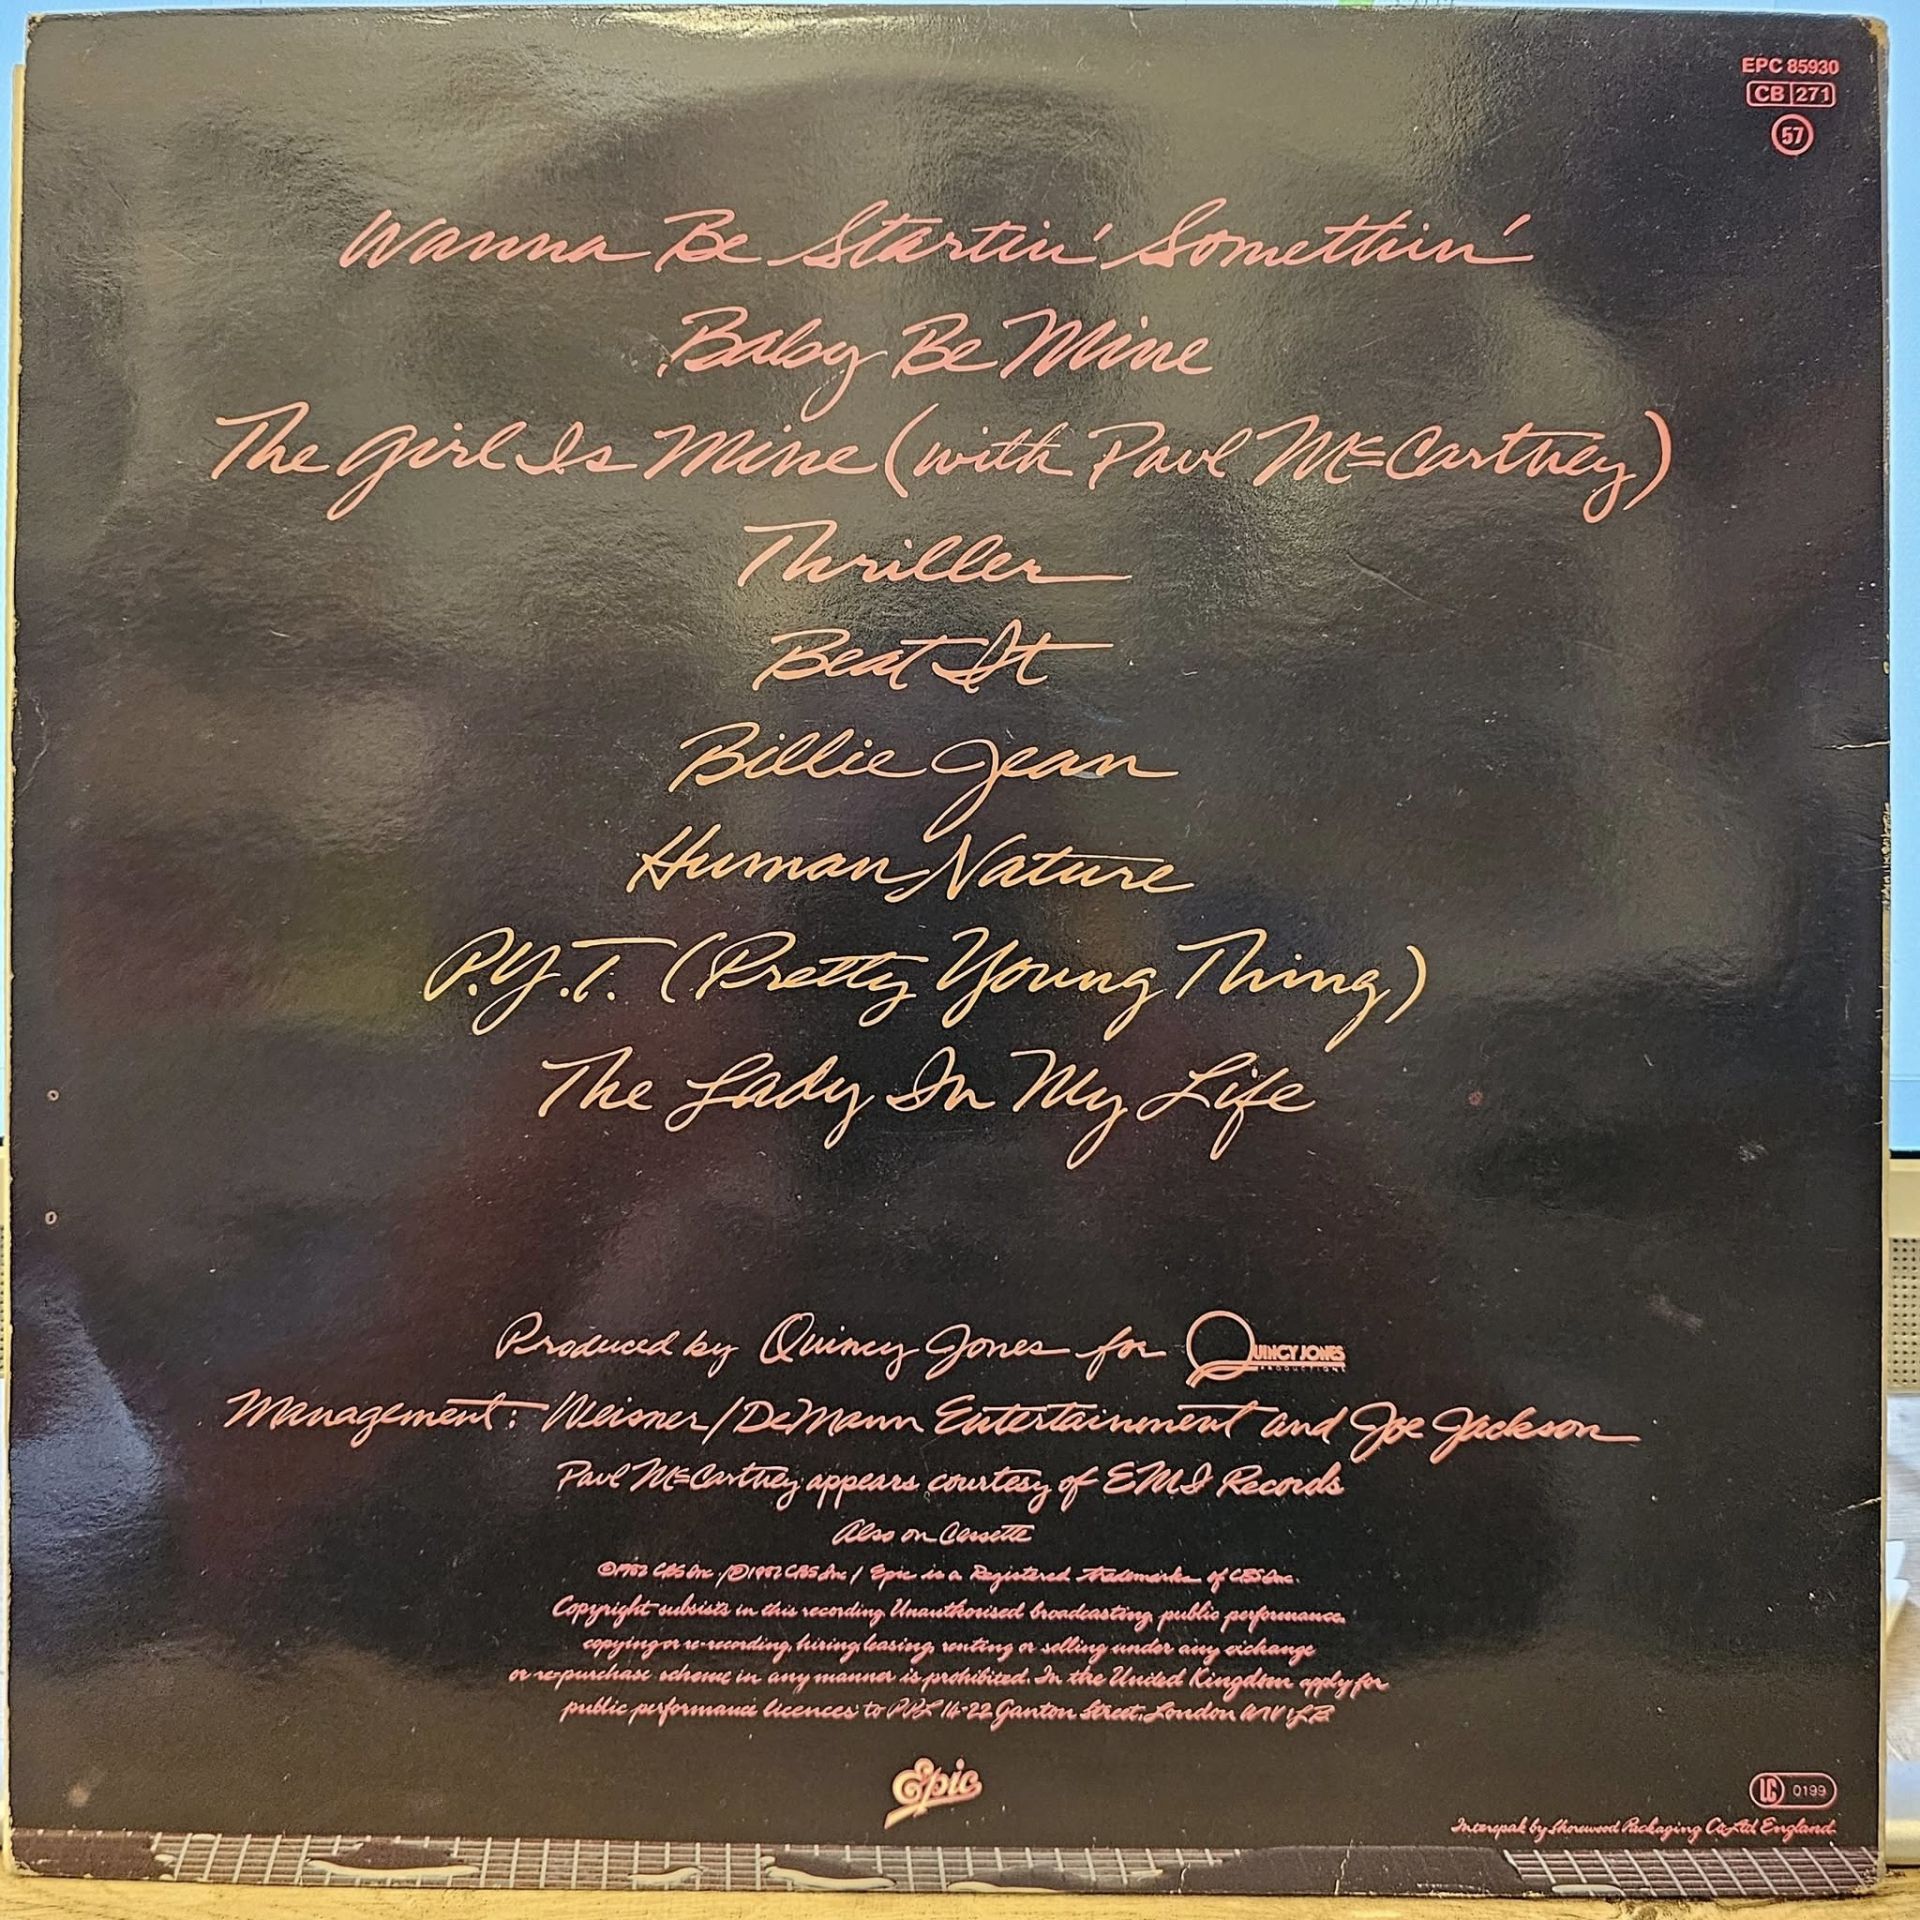 EPC 85930
CB 271
57
Wanna Be Startin' Somethin'
Baby Be Mine
The Girl Is Mine (with Paul McCartney)
Thriller
Beat It
Billie Jean
Human Nature
P.Y.T. (Pretty Young Thing)
The Lady In My Life
Produced by Quincy Jones for QUINCY JONES PRODUCTIONS
Management: Weisner/DeMann Entertainment and Joe Jackson
Paul McCartney appears courtesy of EMI Records
Also on Cassette
©1982 CBS Inc./℗1982 CBS Inc/ Epic is a Registered trademarks of CBS Inc.
Copyright subsists in this recording. Unauthorised broadcasting, public performance,
copying or re-recording, hiring, leasing, renting or selling under any exchange
or re-purchase scheme in any manner is prohibited. In the United Kingdom apply for
public performance licences to PPL 14-22 Ganton Street, London W1V 1LB.
Epic
LC 0199
Interpak by Shorewood Packaging Co Ltd England.